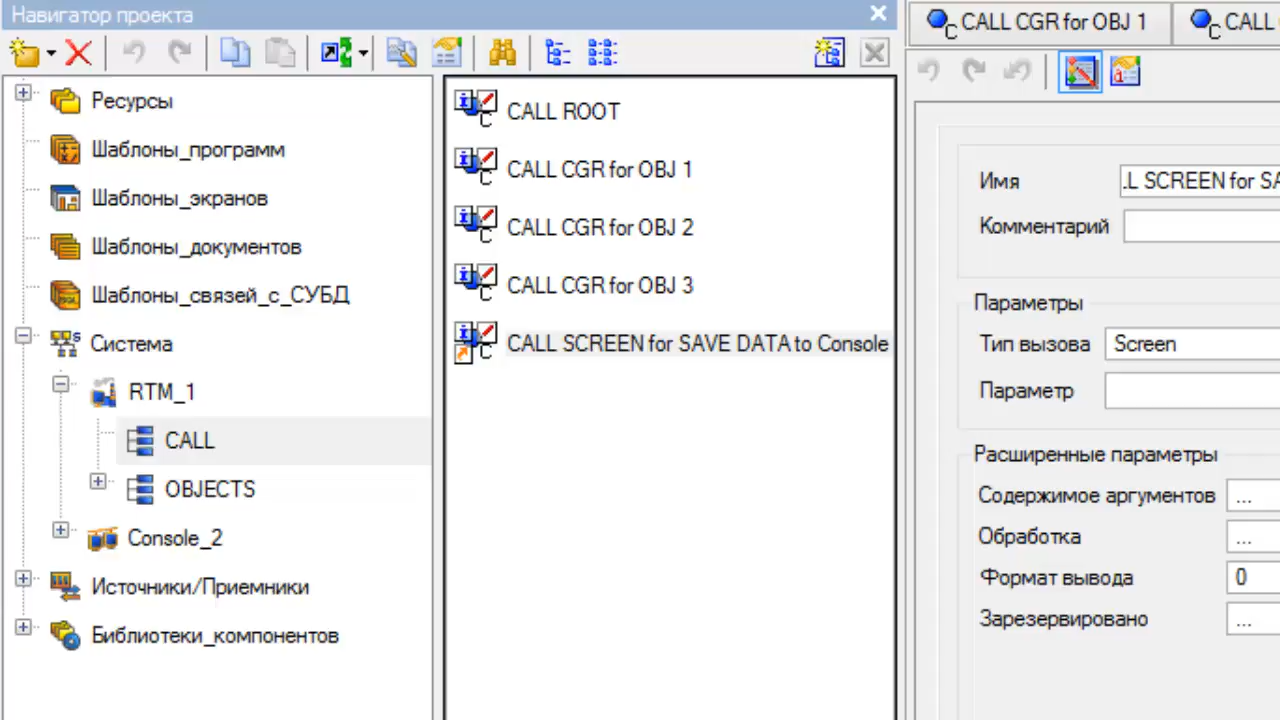 Навигатор проекта
Ресурсы
Шаблоны_программ
Шаблоны_экранов
Шаблоны_документов
Шаблоны_связей_с_СУБД
Система
RTM_1
CALL
OBJECTS
Console_2
Источники/Приемники
Библиотеки_компонентов
CALL ROOT
CALL CGR for OBJ 1
CALL CGR for OBJ 2
CALL CGR for OBJ 3
CALL SCREEN for SAVE DATA to Console
CALL CGR for OBJ 1
CALL
Имя
.L SCREEN for SA
Комментарий
Параметры
Тип вызова
Screen
Параметр
Расширенные параметры
Содержимое аргументов
...
Обработка
...
Формат вывода
0
Зарезервировано
...